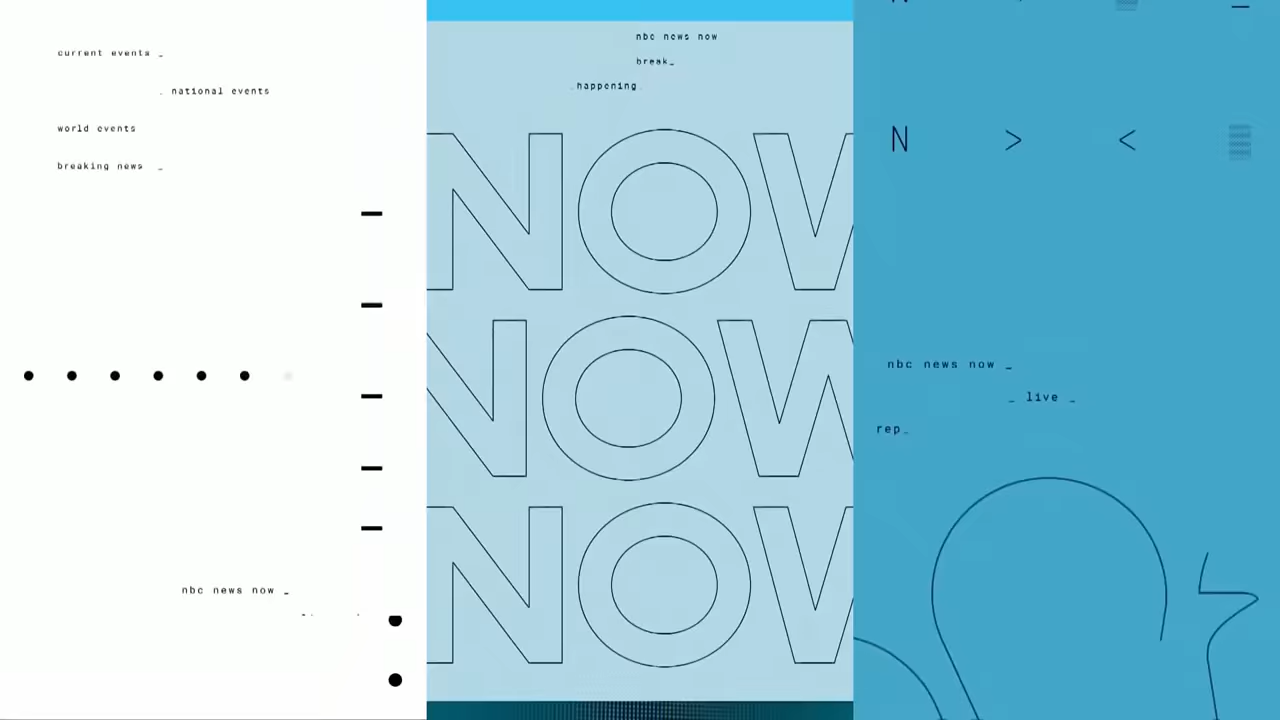 current events _
_ national events
world events
breaking news _
nbc news now _
nbc news now
break_
happening
NOW
NOW
NOW
N > <
nbc news now _
_ live _
rep_